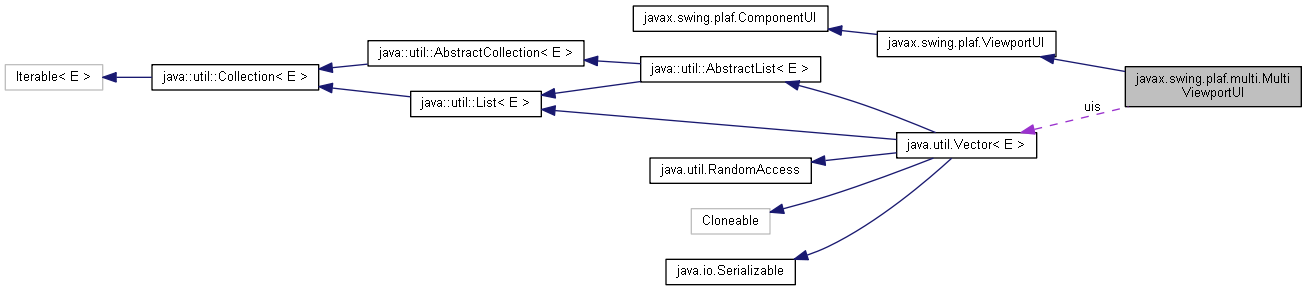 javax.swing.plaf.ComponentUI
javax.swing.plaf.ViewportUI
java::util::AbstractCollection< E >
java::util::AbstractList< E >
Iterable< E >
java::util::Collection< E >
javax.swing.plaf.multi.Multi
ViewportUI
java::util::List< E >
uis
java.util.Vector< E >
java.util.RandomAccess
Cloneable
java.io.Serializable